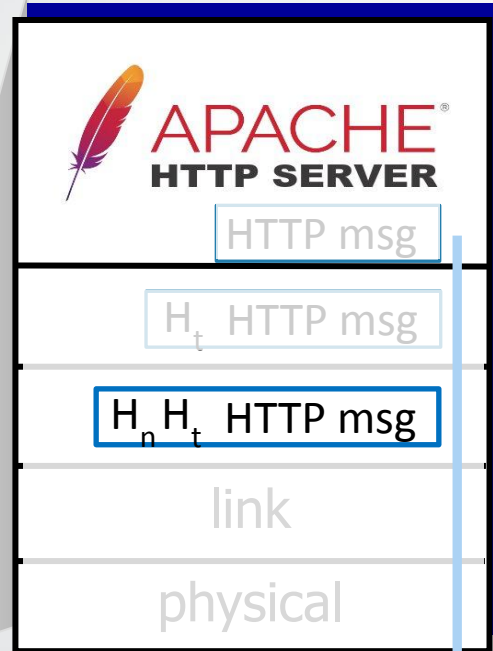 APACHE®
HTTP SERVER
HTTP msg
Ht HTTP msg
Hn Ht HTTP msg
link
physical